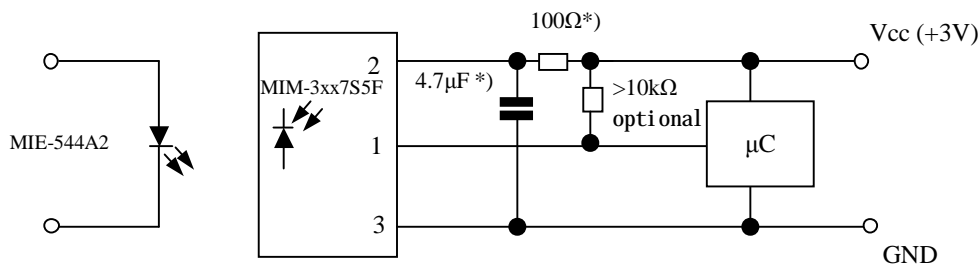 100Ω*)
Vcc (+3V)
2
4.7µF *)
MIM-3xx7S5F
>10kΩ
optional
MIE-544A2
1
µC
3
GND